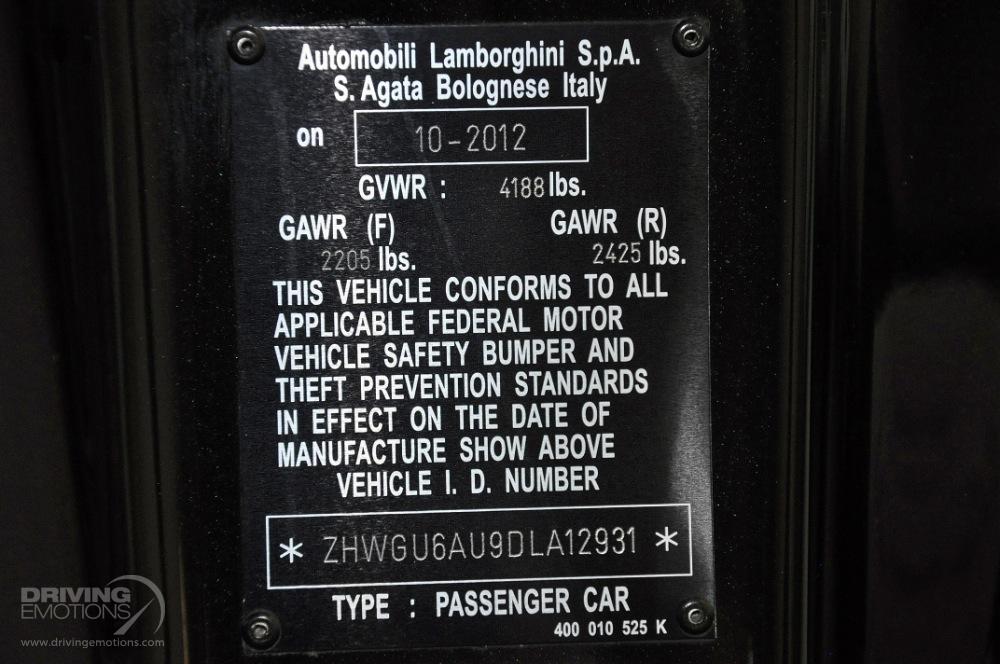 Automobili Lamborghini S.p.A.
S. Agata Bolognese Italy
on 10-2012
GVWR : 4188 lbs.
GAWR (F) GAWR (R)
2205 lbs. 2425 lbs.
THIS VEHICLE CONFORMS TO ALL
APPLICABLE FEDERAL MOTOR
VEHICLE SAFETY BUMPER AND
THEFT PREVENTION STANDARDS
IN EFFECT ON THE DATE OF
MANUFACTURE SHOW ABOVE
VEHICLE I. D. NUMBER
* ZHWGU6AU9DLA12931 *
TYPE : PASSENGER CAR
400 010 525 K
DRIVING
EMOTIONS
www.drivingemotions.com